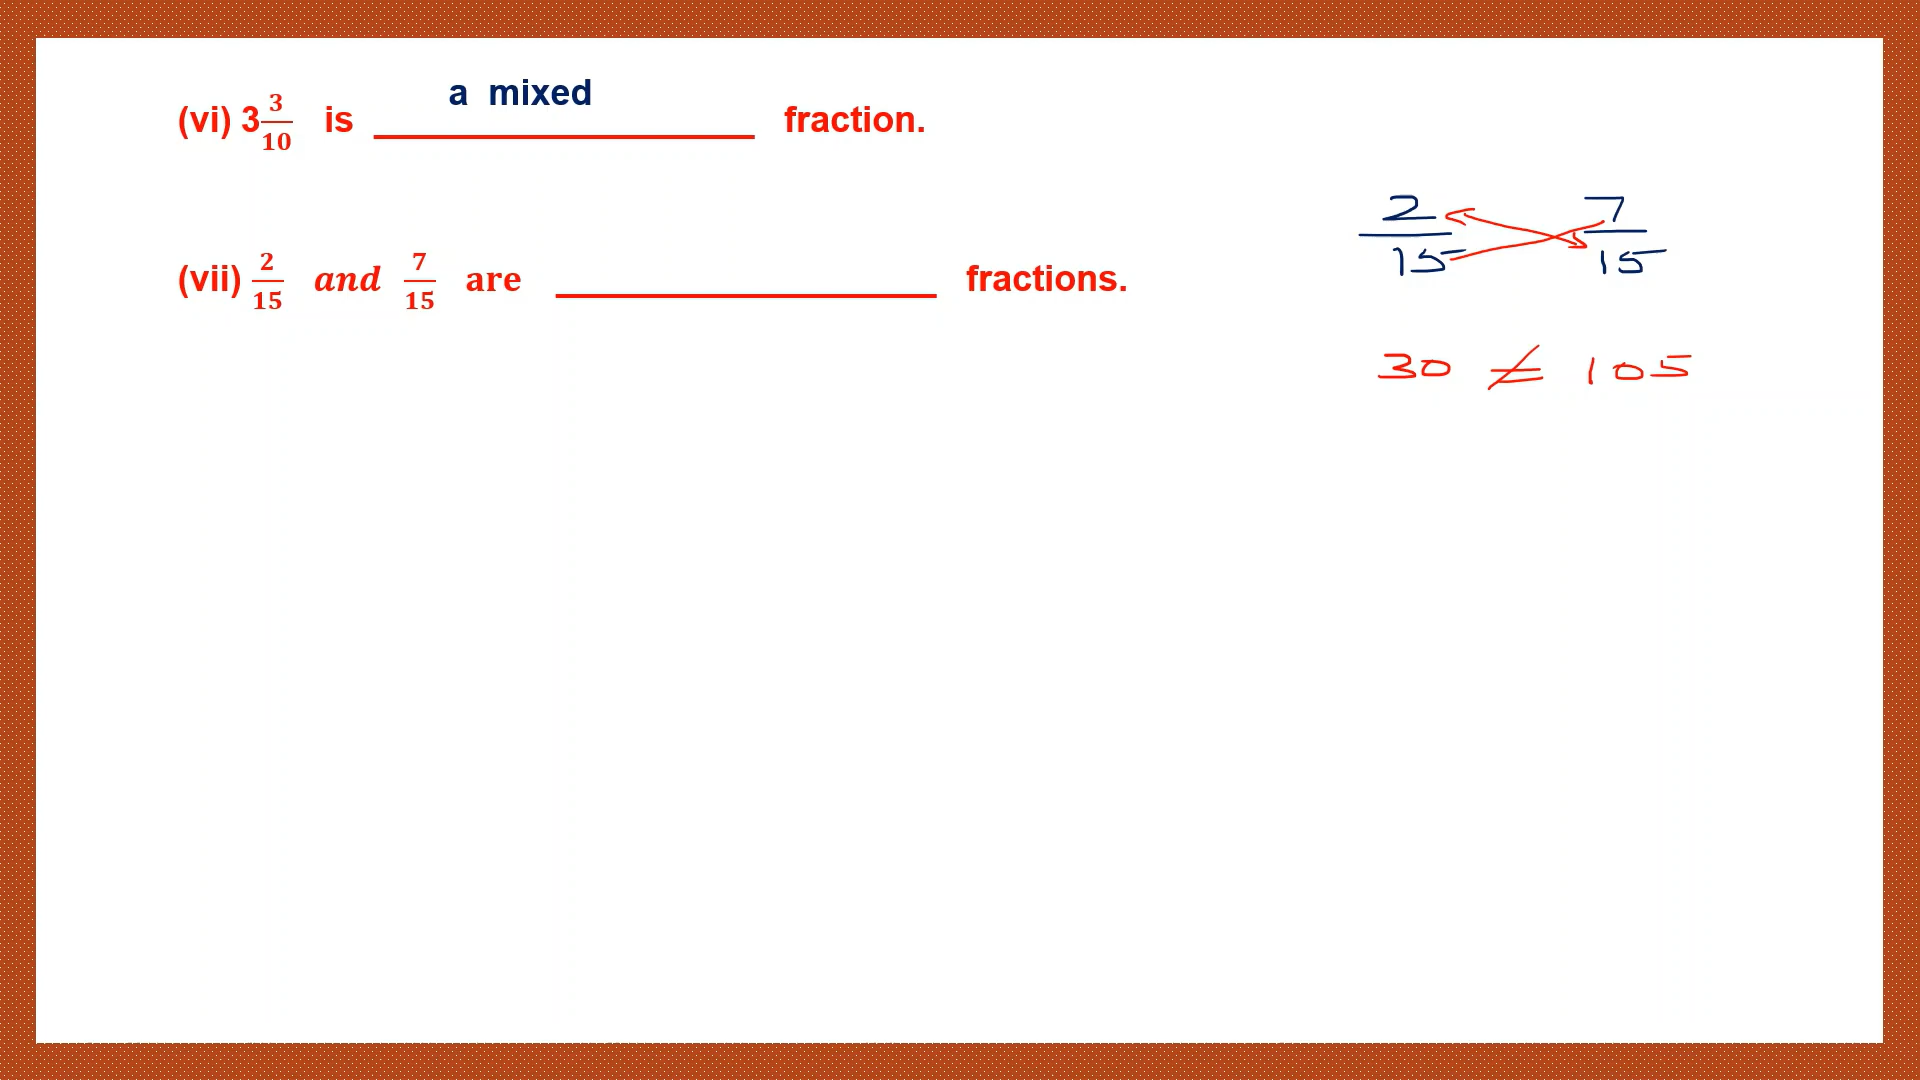 (vi) 3 3/10 is a mixed fraction.
(vii) 2/15 and 7/15 are ____________ fractions.
2/15 7/15
30 ≠ 105